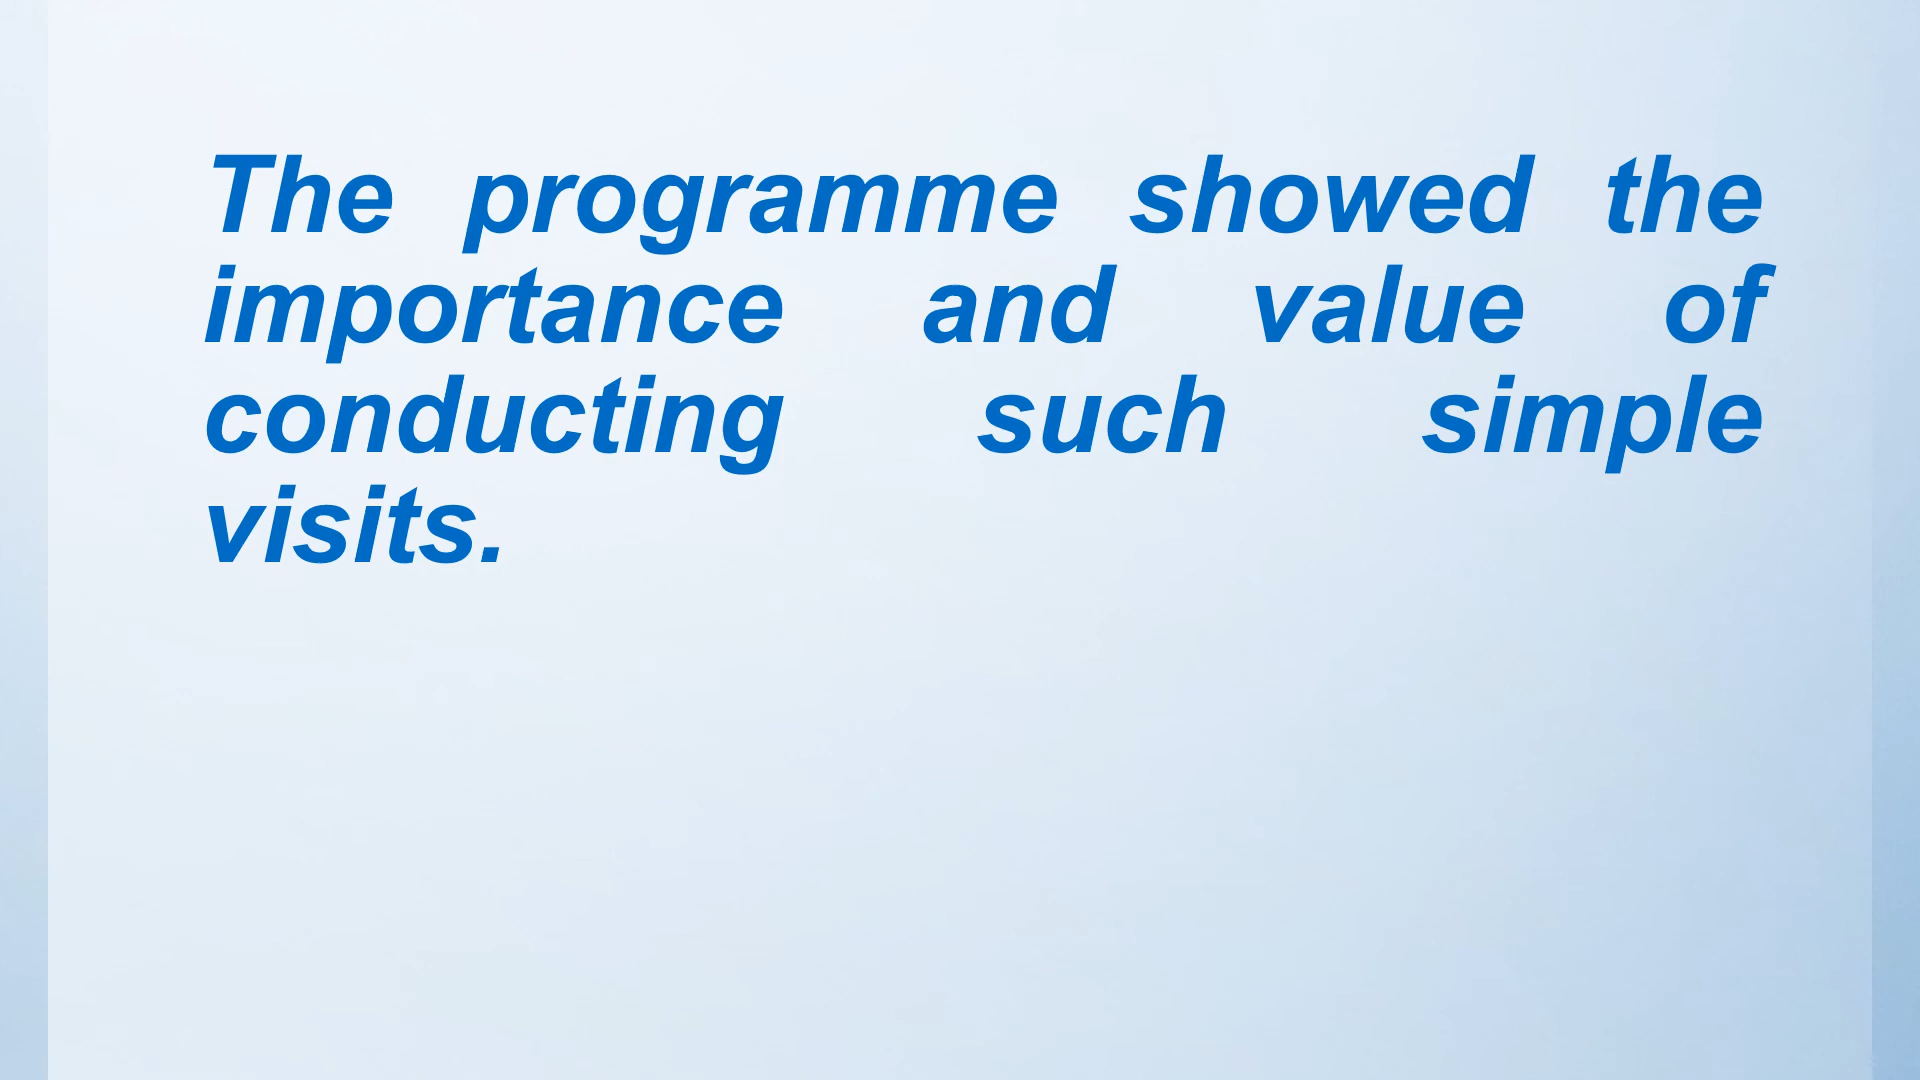 The programme showed the
importance and value of
conducting such simple
visits.